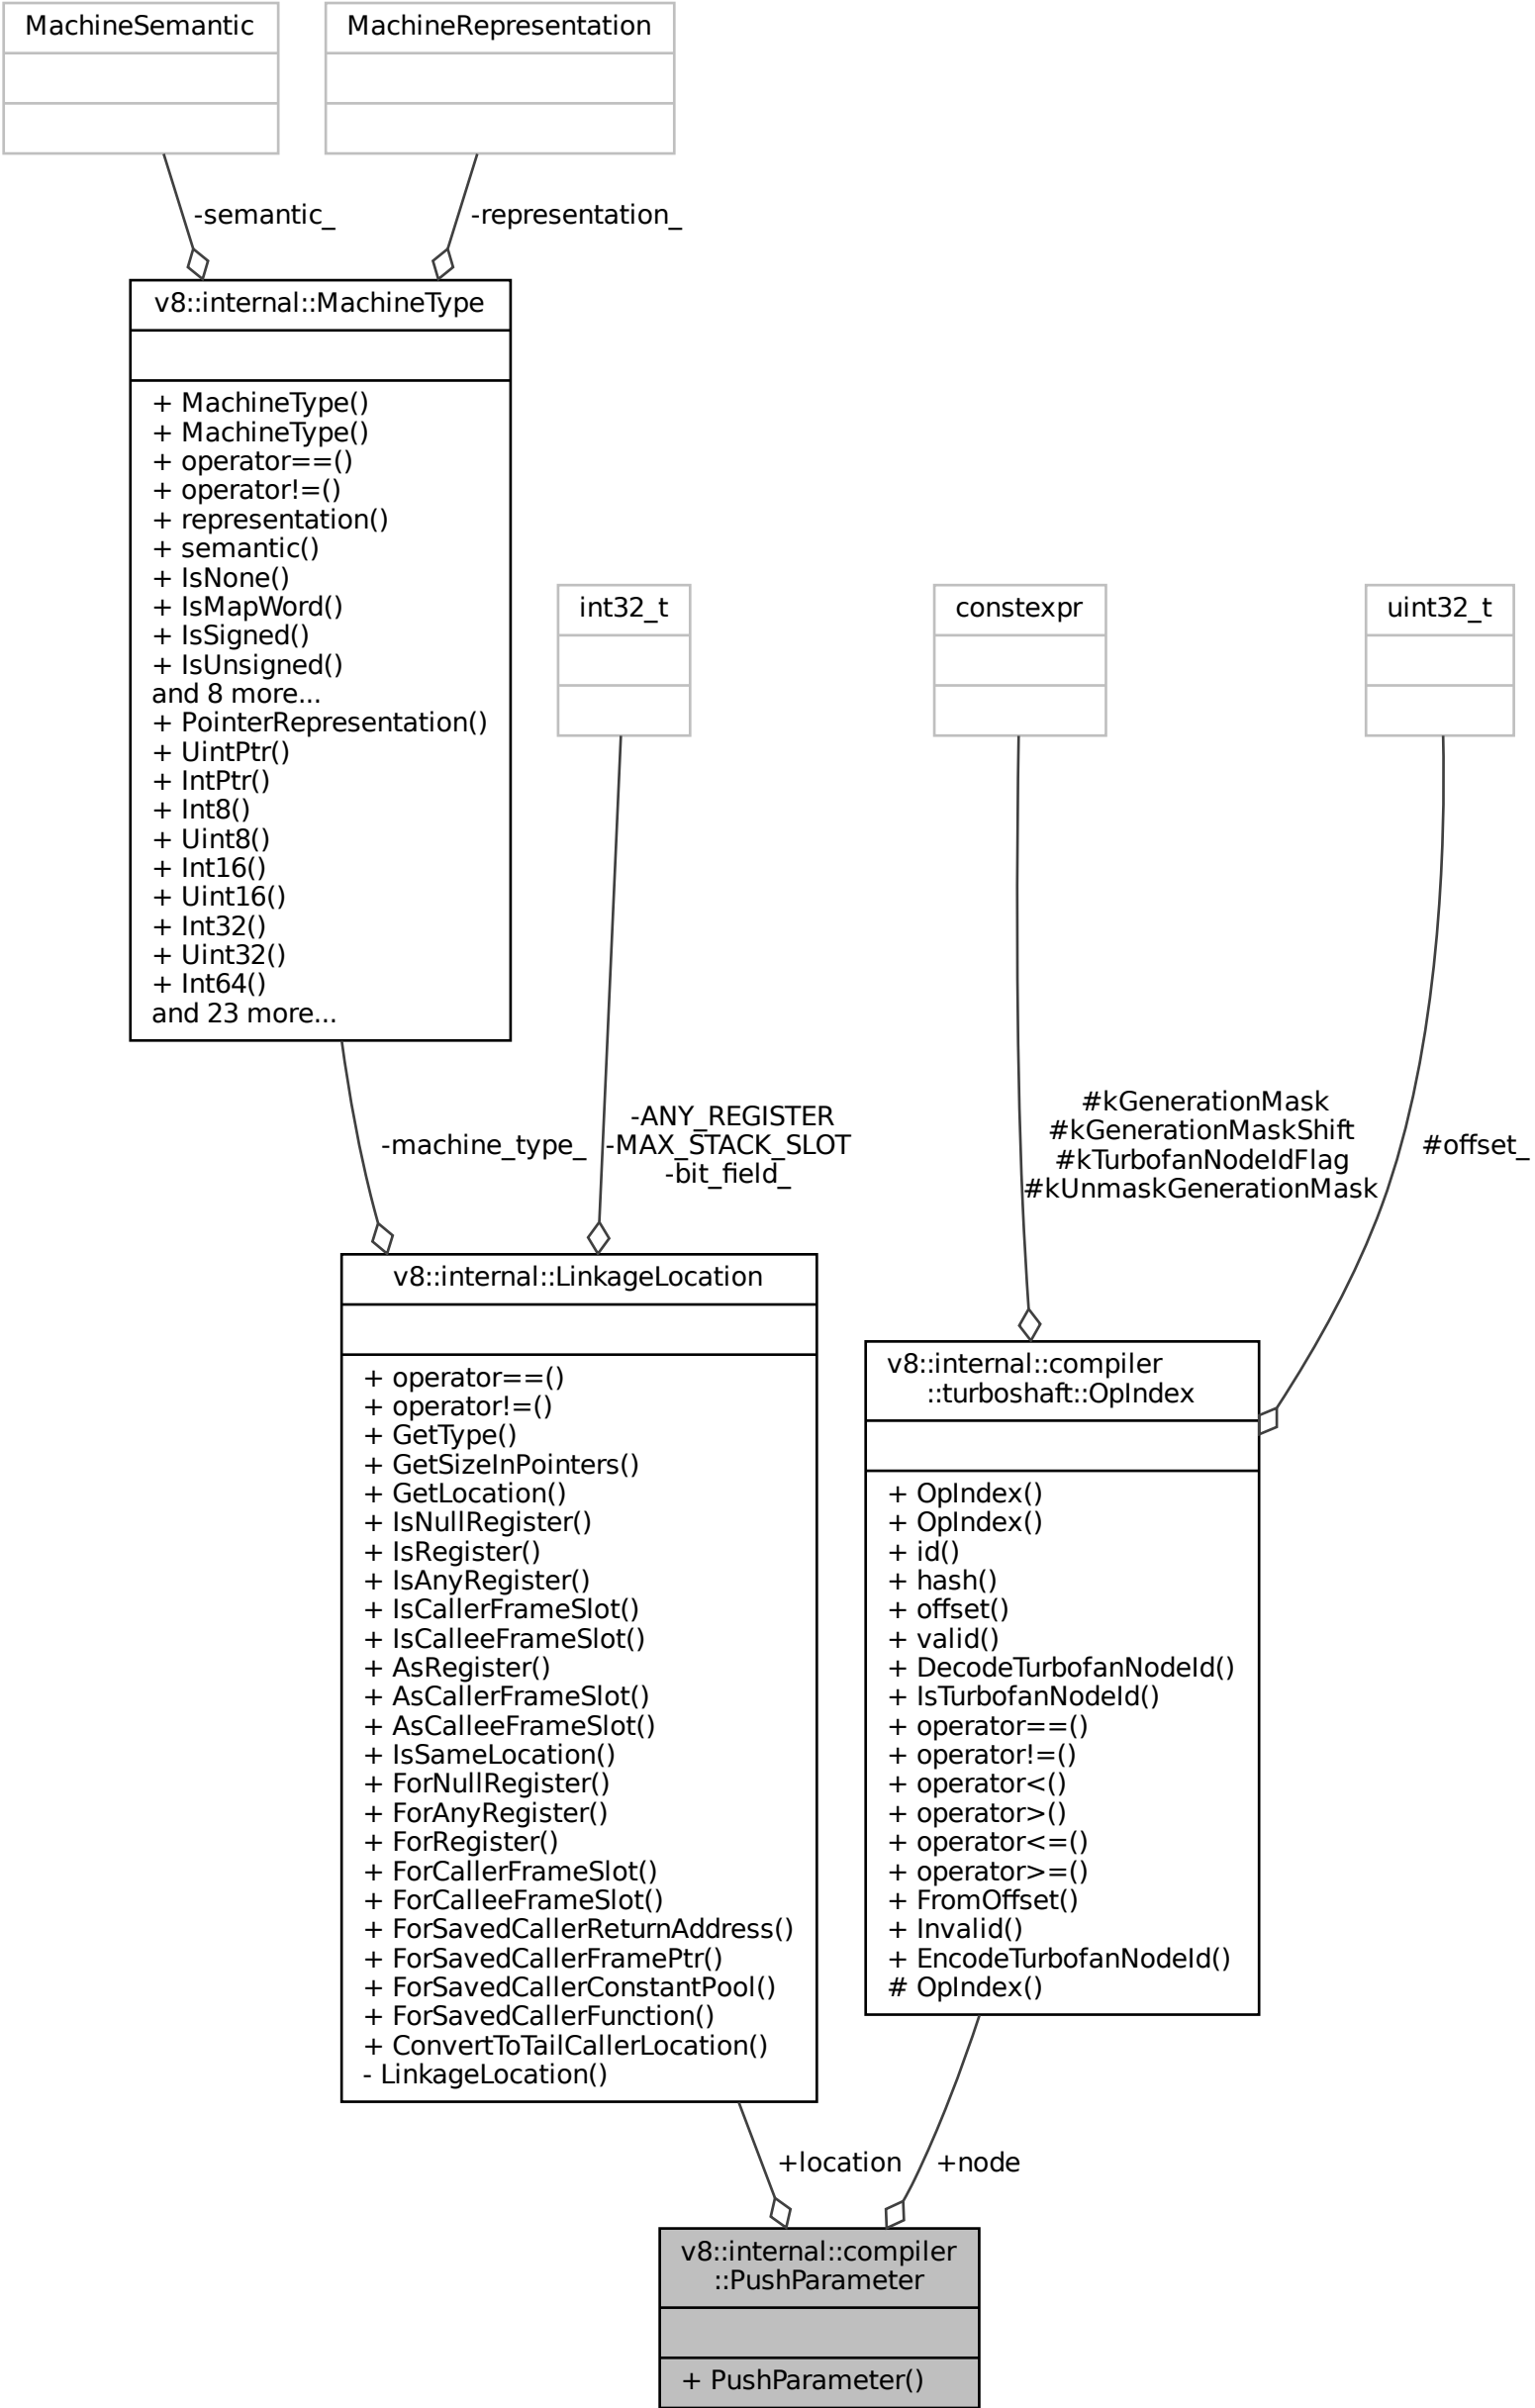 MachineSemantic
MachineRepresentation
-semantic_
-representation_
v8::internal::MachineType
+ MachineType()
+ MachineType()
+ operator==()
+ operator!=()
+ representation()
+ semantic()
+ IsNone()
+ IsMapWord()
+ IsSigned()
+ IsUnsigned()
and 8 more...
+ PointerRepresentation()
+ UintPtr()
+ IntPtr()
+ Int8()
+ Uint8()
+ Int16()
+ Uint16()
+ Int32()
+ Uint32()
+ Int64()
and 23 more...
int32_t
constexpr
uint32_t
-machine_type_
-ANY_REGISTER
-MAX_STACK_SLOT
-bit_field_
#kGenerationMask
#kGenerationMaskShift
#kTurbofanNodeIdFlag
#kUnmaskGenerationMask
#offset_
v8::internal::LinkageLocation
+ operator==()
+ operator!=()
+ GetType()
+ GetSizeInPointers()
+ GetLocation()
+ IsNullRegister()
+ IsRegister()
+ IsAnyRegister()
+ IsCallerFrameSlot()
+ IsCalleeFrameSlot()
+ AsRegister()
+ AsCallerFrameSlot()
+ AsCalleeFrameSlot()
+ IsSameLocation()
+ ForNullRegister()
+ ForAnyRegister()
+ ForRegister()
+ ForCallerFrameSlot()
+ ForCalleeFrameSlot()
+ ForSavedCallerReturnAddress()
+ ForSavedCallerFramePtr()
+ ForSavedCallerConstantPool()
+ ForSavedCallerFunction()
+ ConvertToTailCallerLocation()
- LinkageLocation()
v8::internal::compiler
::turboshaft::OpIndex
+ OpIndex()
+ OpIndex()
+ id()
+ hash()
+ offset()
+ valid()
+ DecodeTurbofanNodeId()
+ IsTurbofanNodeId()
+ operator==()
+ operator!=()
+ operator<()
+ operator>()
+ operator<=()
+ operator>=()
+ FromOffset()
+ Invalid()
+ EncodeTurbofanNodeId()
# OpIndex()
+location
+node
v8::internal::compiler
::PushParameter
+ PushParameter()